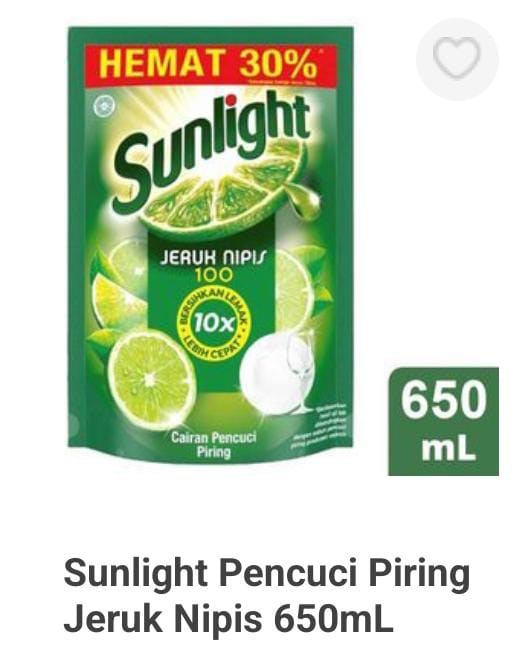 HEMAT 30%*
Sunlight
JERUK NIPIS
100
BERSIHKAN LEMAK
10x
LEBIH CEPAT*
Cairan Pencuci
Piring
650
mL
Sunlight Pencuci Piring
Jeruk Nipis 650mL